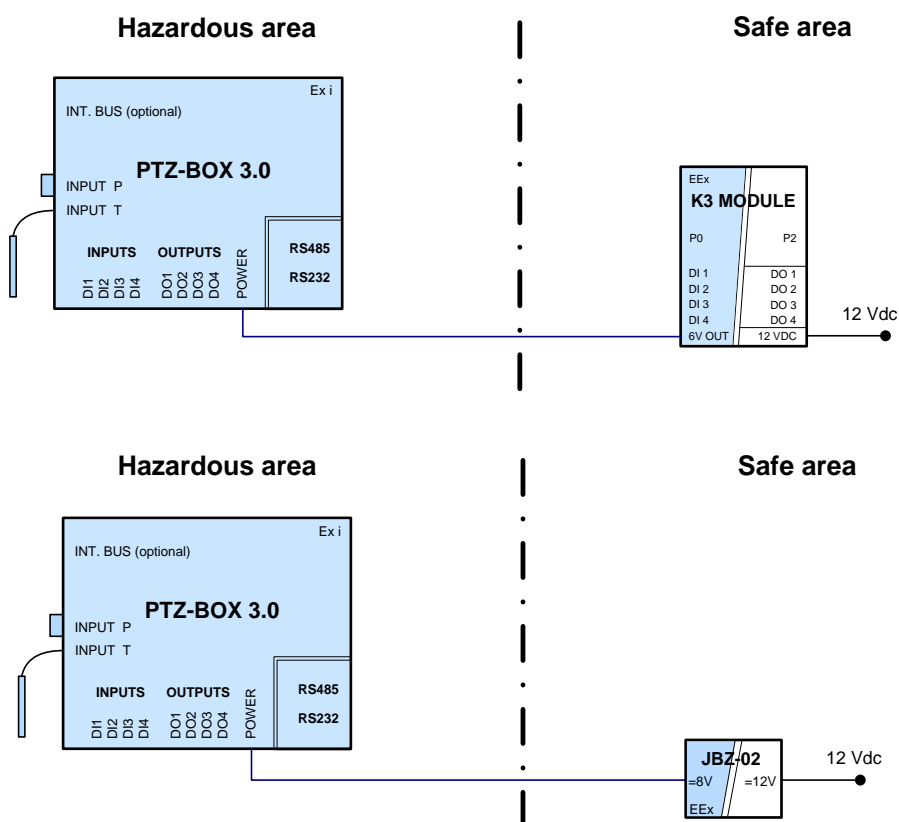 Hazardous area
Safe area
Ex i
INT. BUS (optional)
PTZ-BOX 3.0
INPUT P
INPUT T
INPUTS OUTPUTS
DI1 DI2 DI3 DI4 DO1 DO2 DO3 DO4 POWER
RS485
RS232
EEx
K3 MODULE
P0 P2
DI 1 DO 1
DI 2 DO 2
DI 3 DO 3
DI 4 DO 4
6V OUT 12 VDC
12 Vdc
Hazardous area
Safe area
Ex i
INT. BUS (optional)
PTZ-BOX 3.0
INPUT P
INPUT T
INPUTS OUTPUTS
DI1 DI2 DI3 DI4 DO1 DO2 DO3 DO4 POWER
RS485
RS232
JBZ-02
=8V =12V
EEx
12 Vdc